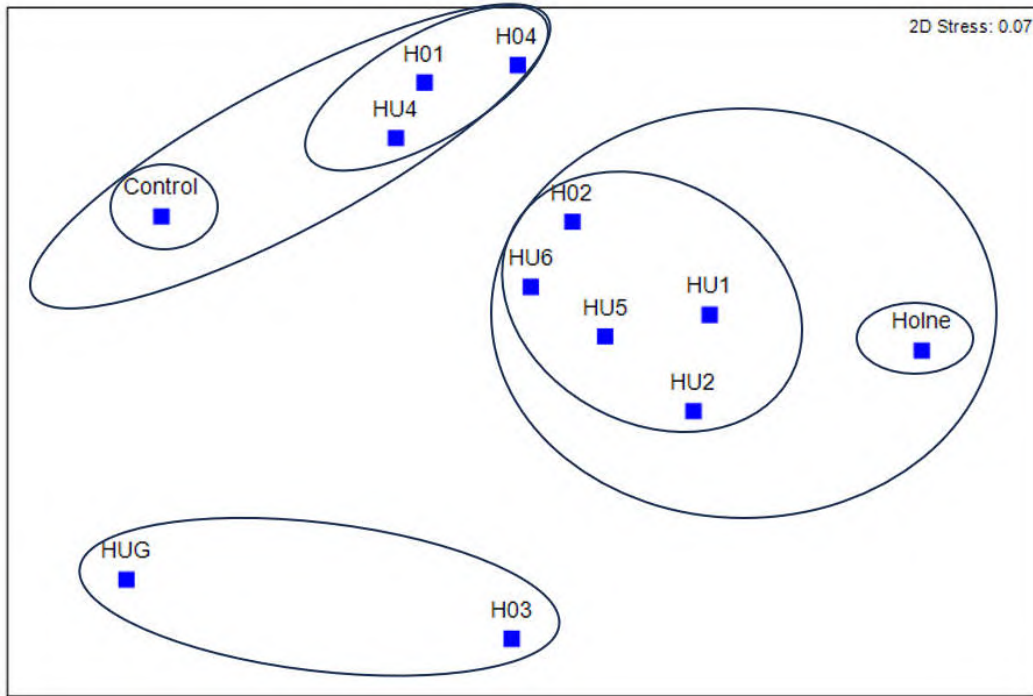 2D Stress: 0.07
H04
H01
HU4
Control
H02
HU6
HU1
HU5
Holne
HU2
HUG
H03